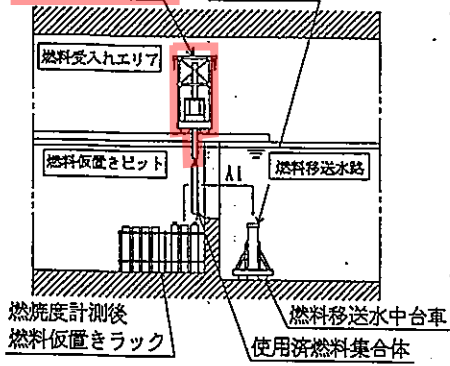 燃料受入れエリア
燃料仮置きピット
燃料移送水路
燃焼度計測後
燃料仮置きラック
燃料移送水中台車
使用済燃料集合体